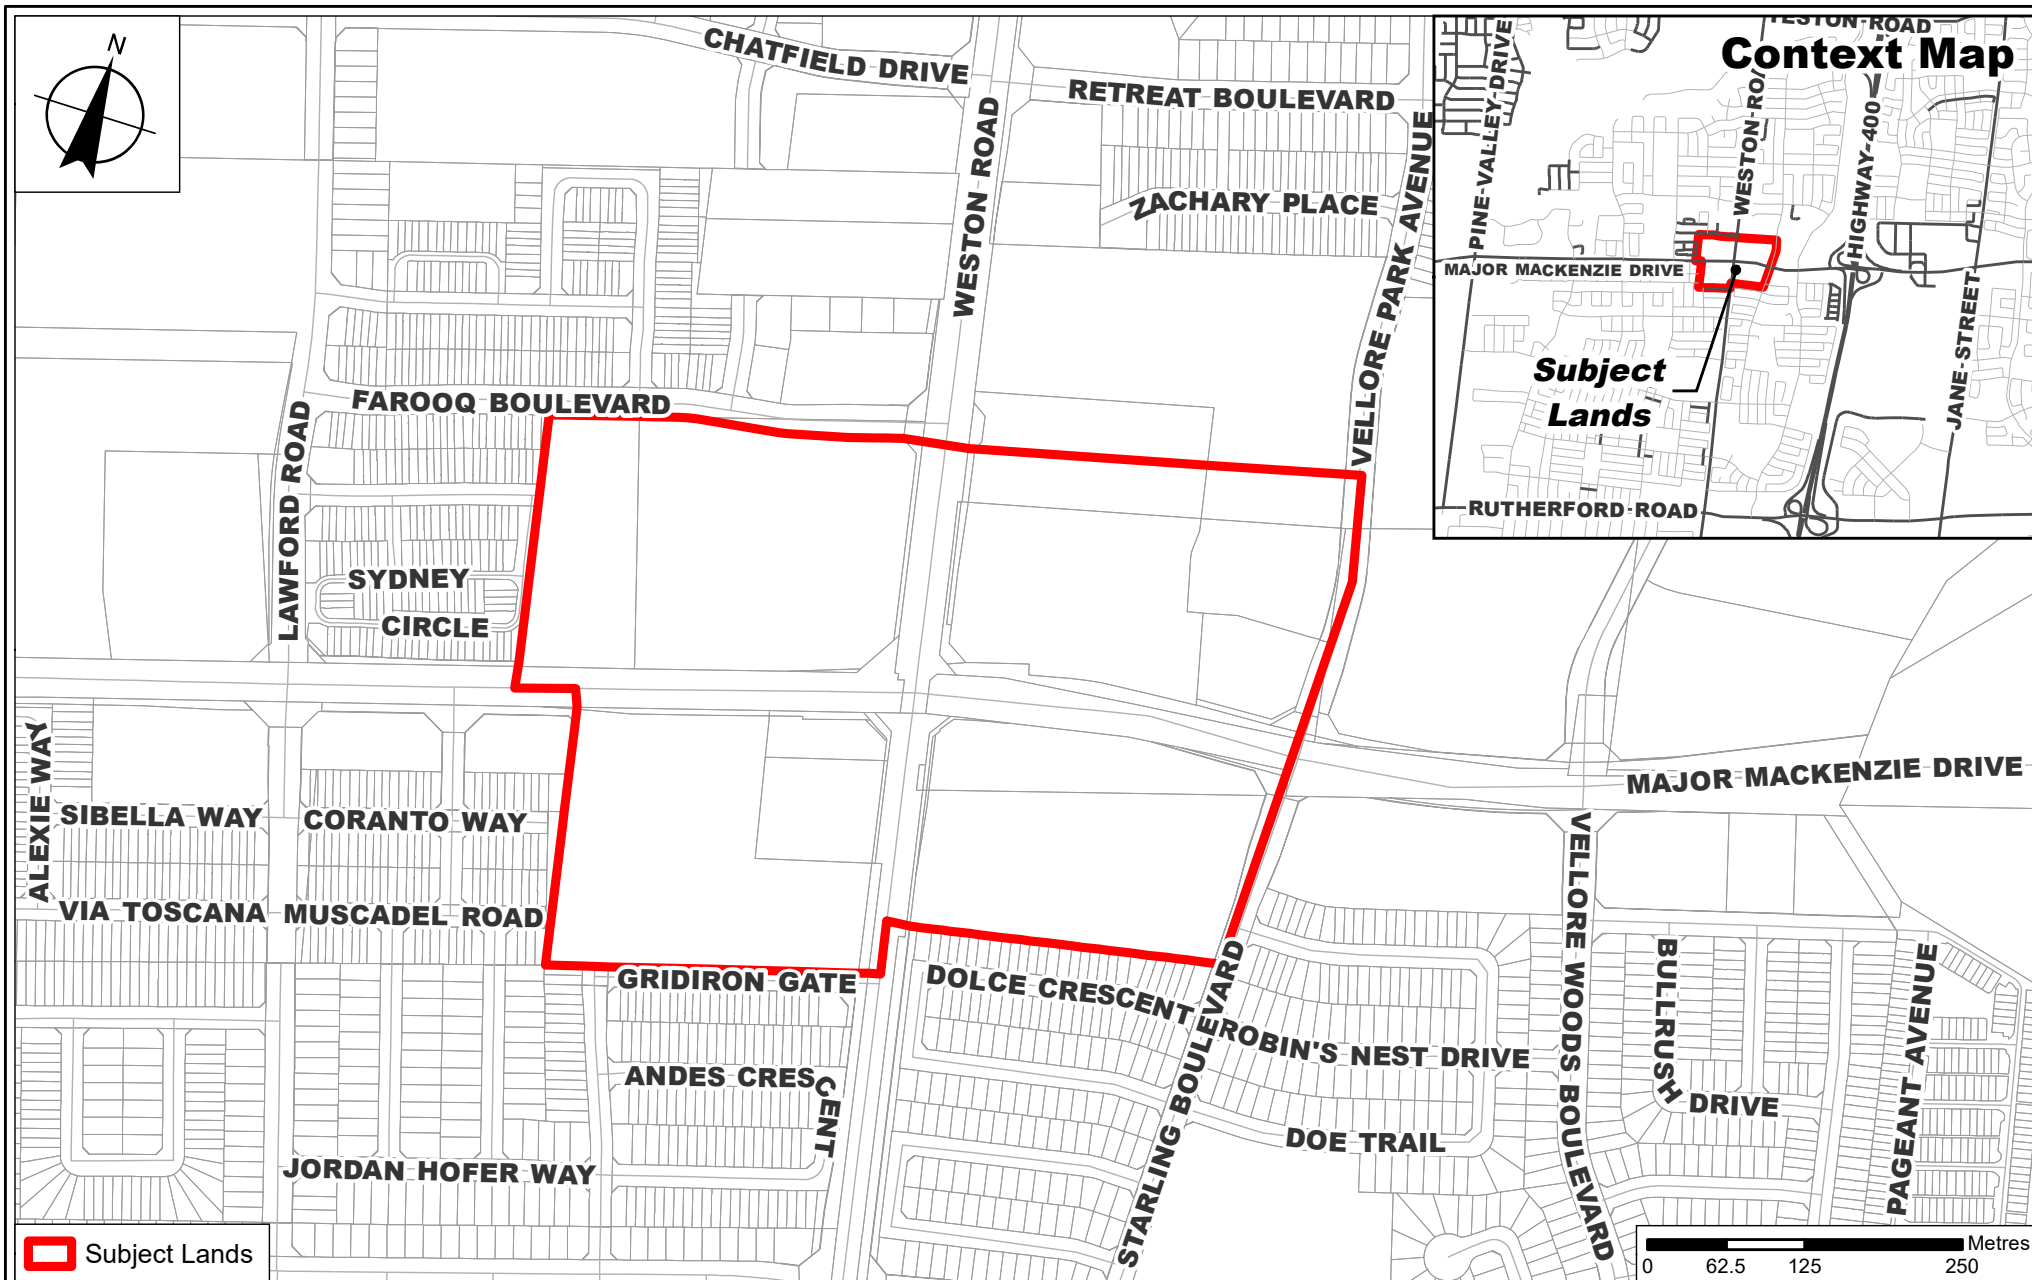 N
CHATFIELD DRIVE
RETREAT BOULEVARD
WESTON ROAD
ZACHARY PLACE
VELLORE PARK AVENUE
FAROOQ BOULEVARD
LAWFORD ROAD
SYDNEY
CIRCLE
MAJOR MACKENZIE DRIVE
ALEXIE WAY
SIBELLA WAY
CORANTO WAY
VIA TOSCANA
MUSCADEL ROAD
GRIDIRON GATE
DOLCE CRESCENT
ROBIN'S NEST DRIVE
ANDES CRESCENT
DOE TRAIL
JORDAN HOFER WAY
STARLING BOULEVARD
VELLORE WOODS BOULEVARD
BULLRUSH
DRIVE
PAGEANT AVENUE
Context Map
TESTON ROAD
PINE VALLEY DRIVE
WESTON ROAD
HIGHWAY 400
MAJOR MACKENZIE DRIVE
JANE STREET
Subject
Lands
RUTHERFORD ROAD
Subject Lands
Metres
0 62.5 125 250